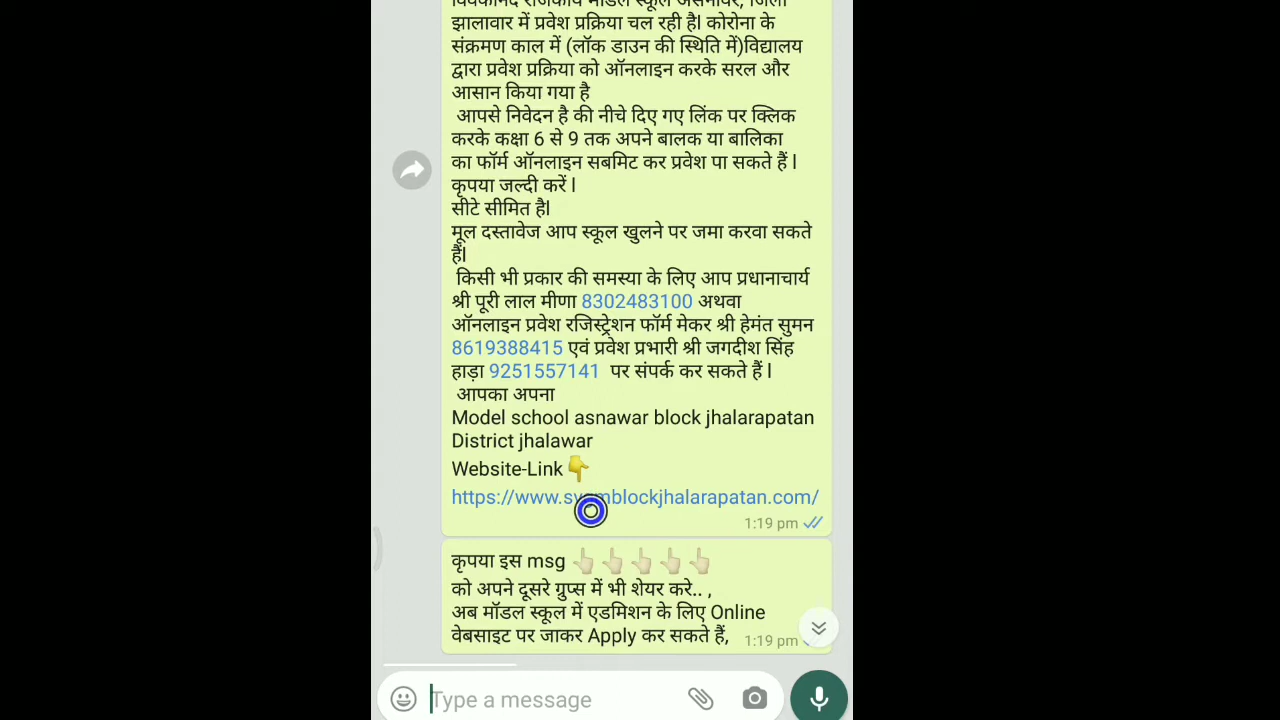 विवेकानंद राजकीय मॉडल स्कूल असनावर, जिला
झालावार में प्रवेश प्रक्रिया चल रही है। कोरोना के
संक्रमण काल में (लॉक डाउन की स्थिति में)विद्यालय
द्वारा प्रवेश प्रक्रिया को ऑनलाइन करके सरल और
आसान किया गया है
आपसे निवेदन है की नीचे दिए गए लिंक पर क्लिक
करके कक्षा 6 से 9 तक अपने बालक या बालिका
का फॉर्म ऑनलाइन सबमिट कर प्रवेश पा सकते हैं l
कृपया जल्दी करें l
सीटे सीमित है।
मूल दस्तावेज आप स्कूल खुलने पर जमा करवा सकते
हैं।
किसी भी प्रकार की समस्या के लिए आप प्रधानाचार्य
श्री पूरी लाल मीणा 8302483100 अथवा
ऑनलाइन प्रवेश रजिस्ट्रेशन फॉर्म मेकर श्री हेमंत सुमन
8619388415 एवं प्रवेश प्रभारी श्री जगदीश सिंह
हाड़ा 9251557141 पर संपर्क कर सकते हैं l
आपका अपना
Model school asnawar block jhalarapatan
District jhalawar
Website-Link👇
https://www.svgmblockjhalarapatan.com/
1:19 pm
कृपया इस msg 👆🏻👆🏻👆🏻👆🏻👆🏻
को अपने दूसरे ग्रुप्स में भी शेयर करे.. ,
अब मॉडल स्कूल में एडमिशन के लिए Online
वेबसाइट पर जाकर Apply कर सकते हैं,
1:19 pm
Type a message